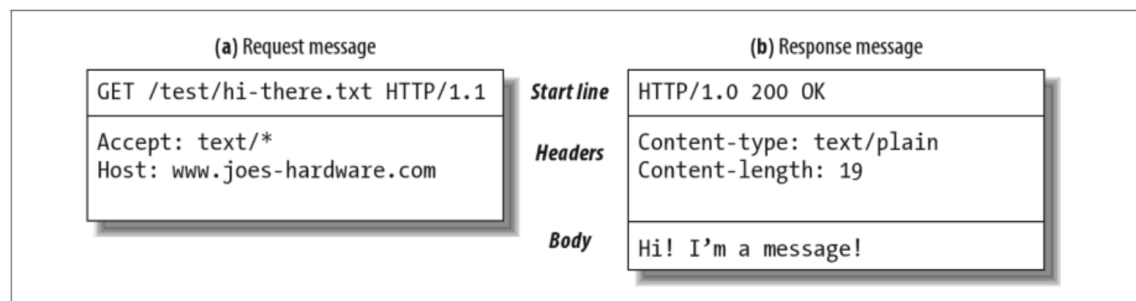 (a) Request message
GET /test/hi-there.txt HTTP/1.1
Accept: text/*
Host: www.joes-hardware.com
Start line
Headers
Body
(b) Response message
HTTP/1.0 200 OK
Content-type: text/plain
Content-length: 19
Hi! I’m a message!